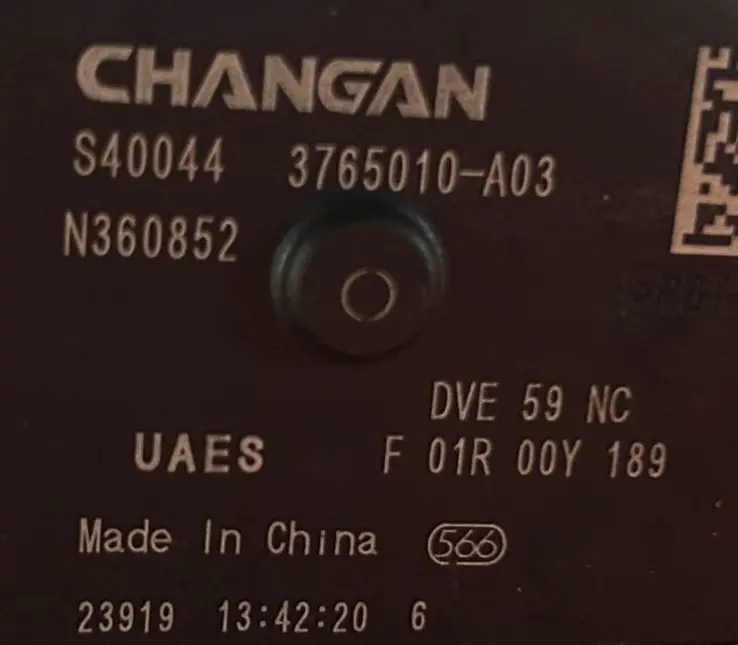 CHANGAN
S40044 3765010-A03
N360852
DVE 59 NC
UAES F 01R 00Y 189
Made In China 566
23919 13:42:20 6